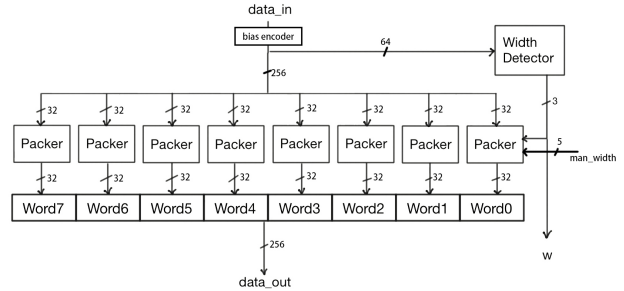 data_in
bias encoder
64
Width
Detector
256
32 32 32 32 32 32 32 32
3
Packer Packer Packer Packer Packer Packer Packer Packer
5
man_width
32 32 32 32 32 32 32 32
Word7 Word6 Word5 Word4 Word3 Word2 Word1 Word0
256
w
data_out